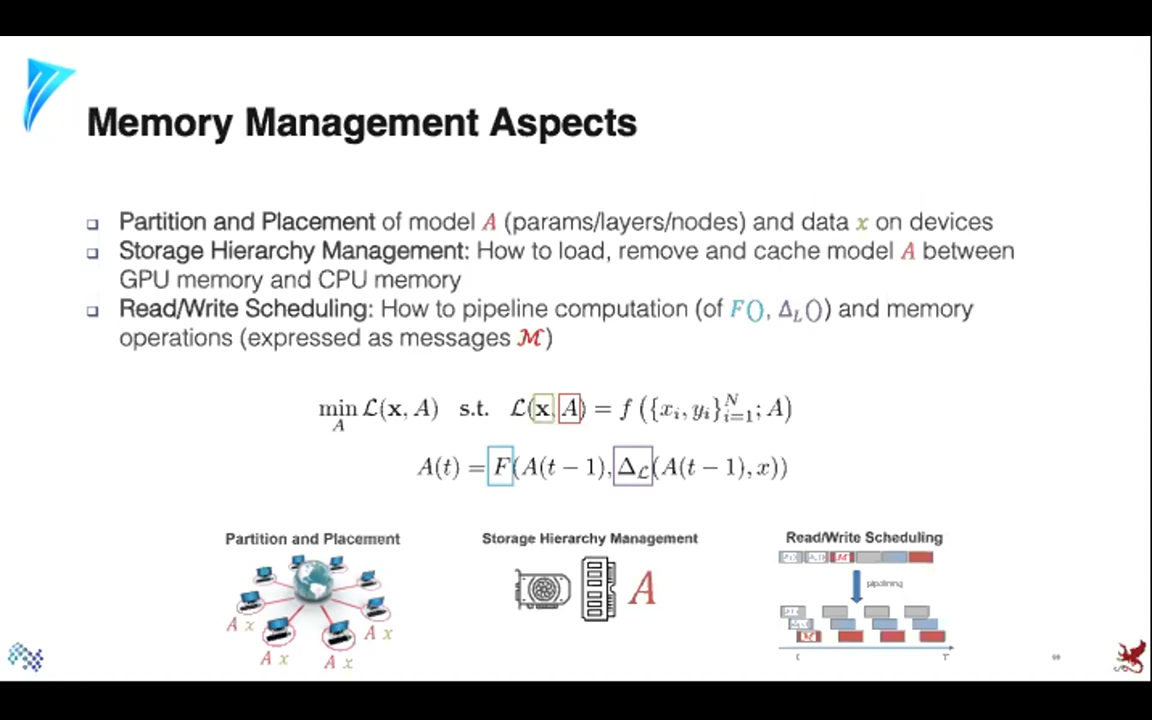 Memory Management Aspects
Partition and Placement of model A (params/layers/nodes) and data x on devices
Storage Hierarchy Management: How to load, remove and cache model A between
GPU memory and CPU memory
Read/Write Scheduling: How to pipeline computation (of F(), Δ_L()) and memory
operations (expressed as messages ℳ)
min_A ℒ(x, A) s.t. ℒ(x, A) = f ({x_i, y_i}_{i=1}^N; A)
A(t) = F(A(t − 1), Δ_ℒ(A(t − 1), x))
Partition and Placement
Storage Hierarchy Management
Read/Write Scheduling
A x
A x
A x
A x
A
pipelining